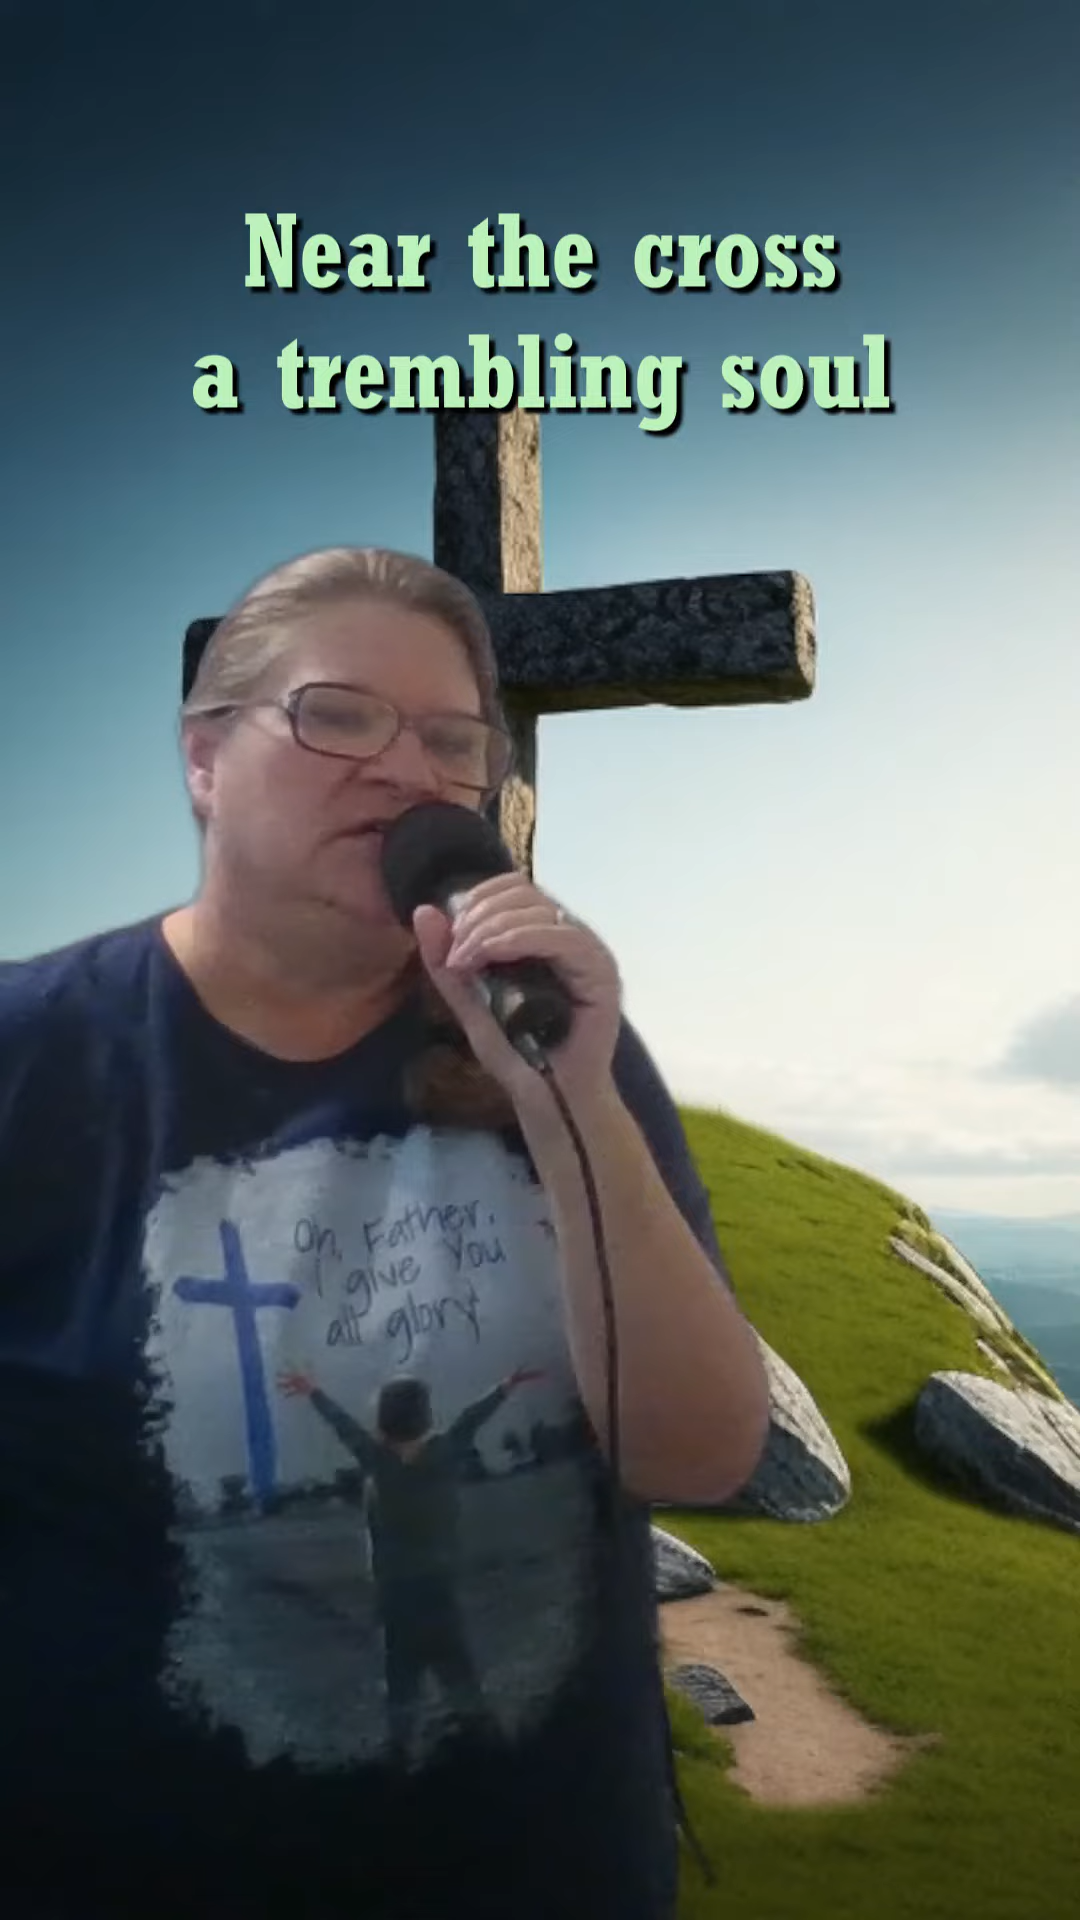 Near the cross
a trembling soul
Oh, Father,
I give You
all glory